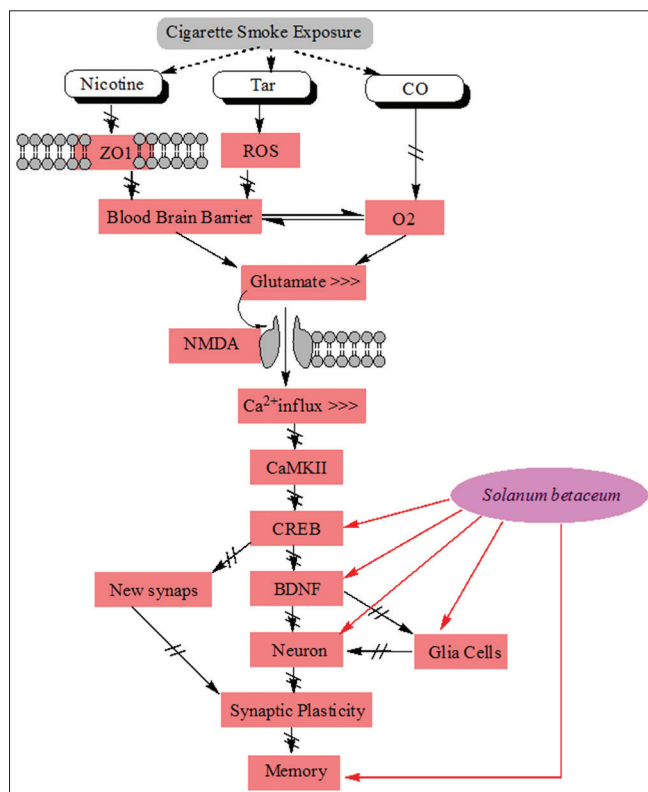 Cigarette Smoke Exposure
Nicotine
Tar
CO
ZO1
ROS
Blood Brain Barrier
O2
Glutamate >>>
NMDA
Ca²⁺influx >>>
CaMKII
Solanum betaceum
CREB
New synaps
BDNF
Neuron
Glia Cells
Synaptic Plasticity
Memory